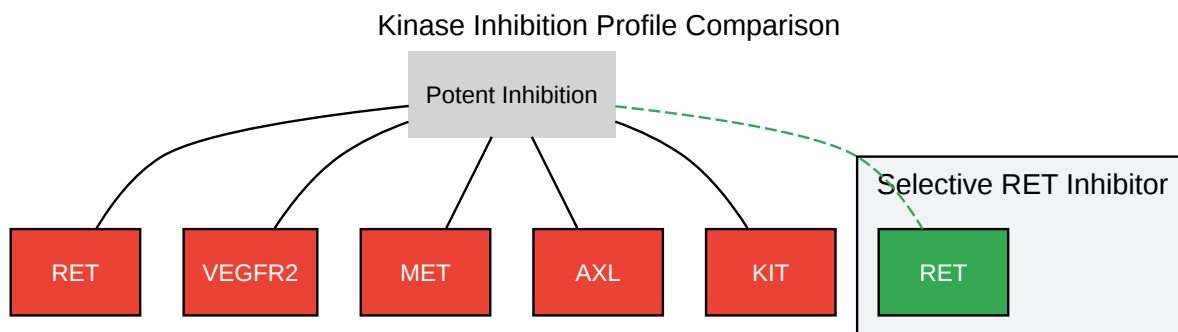 Kinase Inhibition Profile Comparison
Potent Inhibition
Selective RET Inhibitor
RET
VEGFR2
MET
AXL
KIT
RET